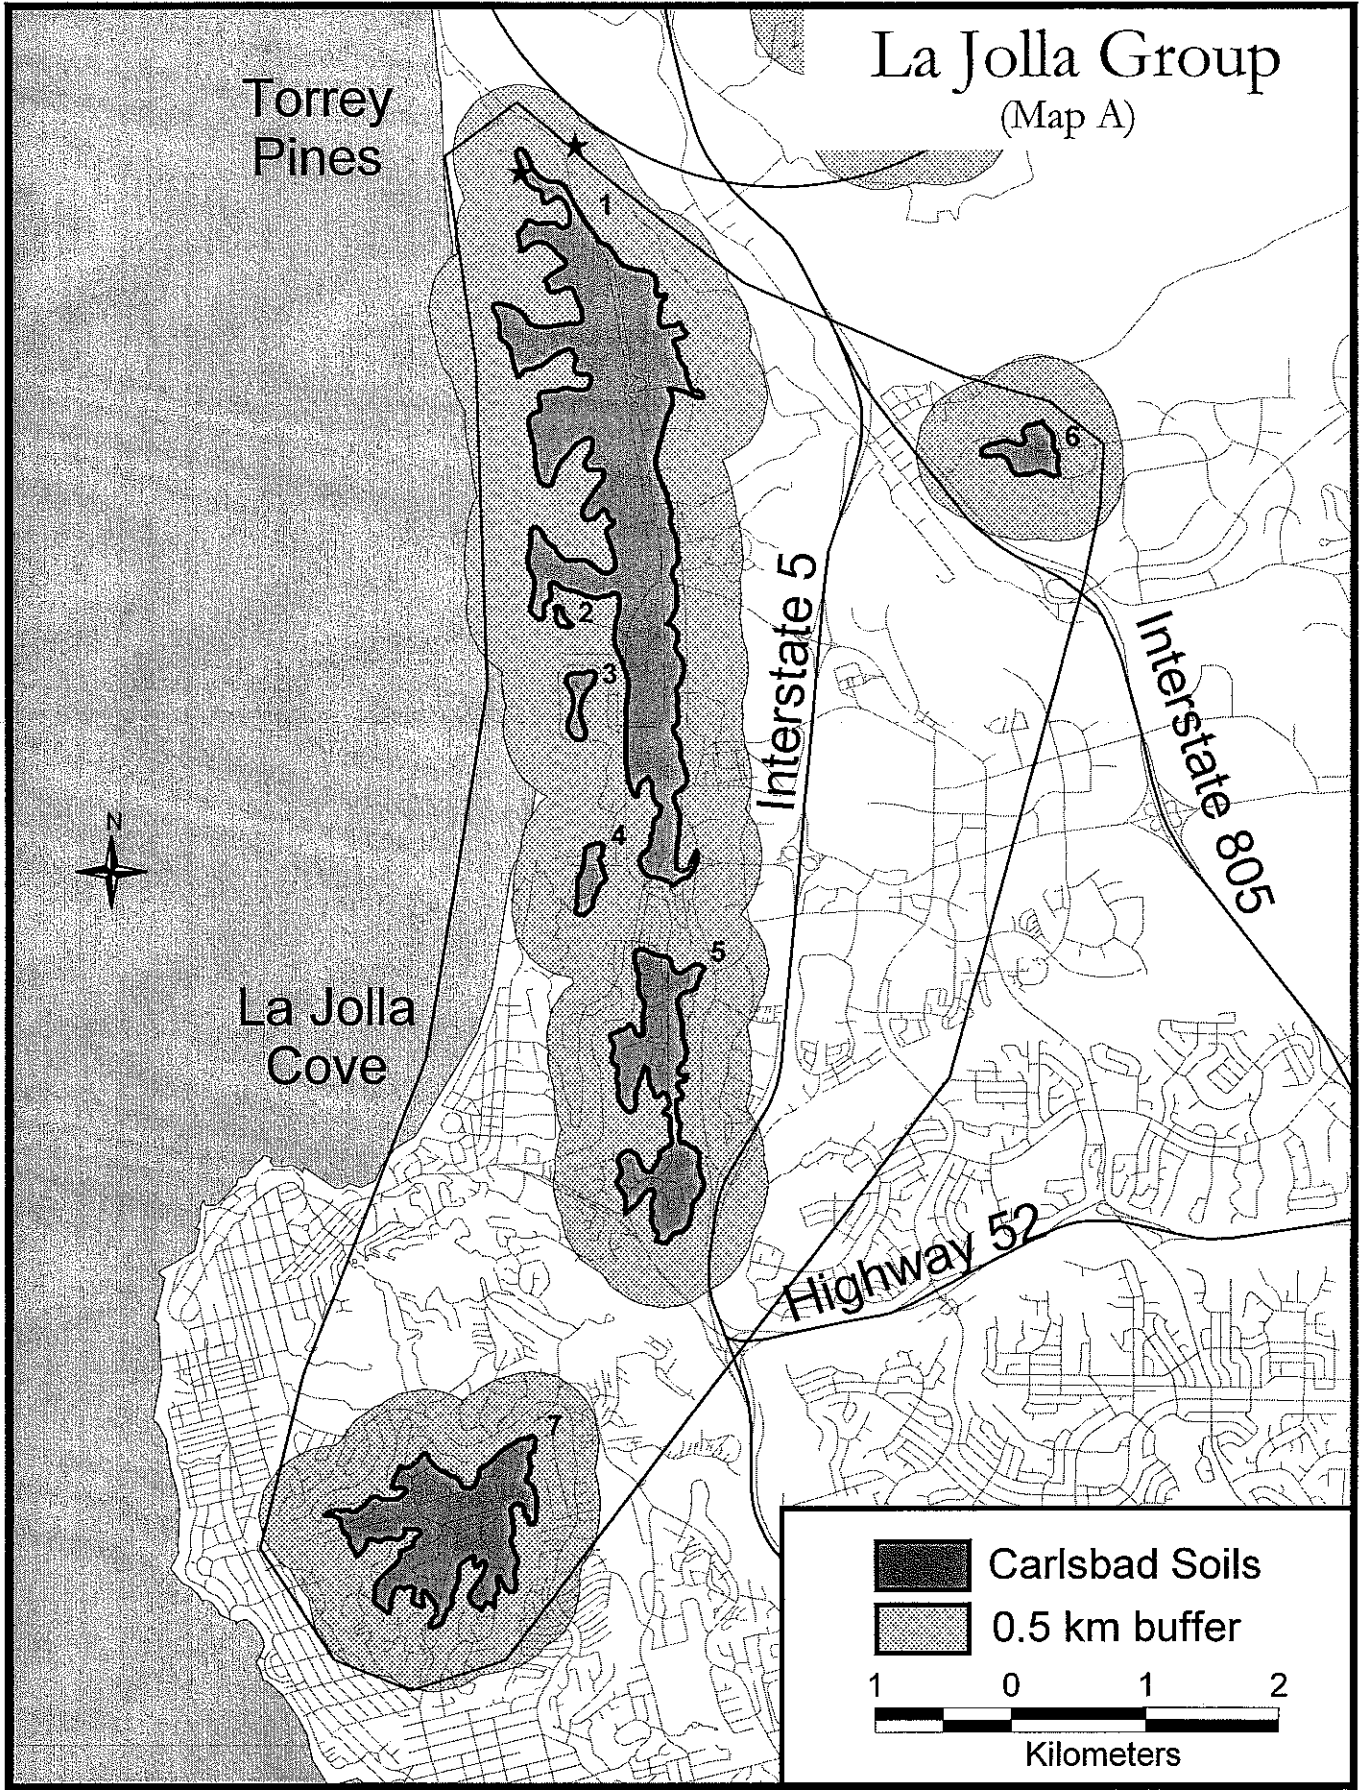 La Jolla Group
(Map A)
Torrey
Pines
1
6
2
3
Interstate 5
Interstate 805
N
4
5
La Jolla
Cove
Highway 52
7
Carlsbad Soils
0.5 km buffer
1 0 1 2
Kilometers